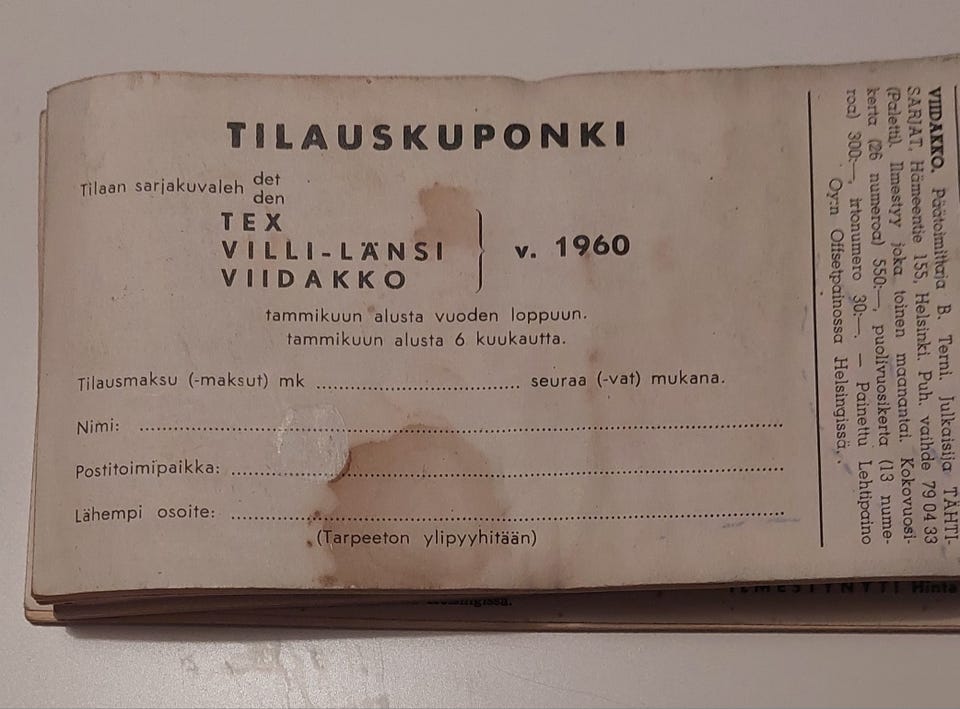 TILAUSKUPONKI
Tilaan sarjakuvaleh det
den
TEX
VILLI-LÄNSI
VIIDAKKO
v. 1960
tammikuun alusta vuoden loppuun.
tammikuun alusta 6 kuukautta.
Tilausmaksu (-maksut) mk .............................. seuraa (-vat) mukana.
Nimi: ..............................
Postitoimipaikka: ..............................
Lähempi osoite: ..............................
(Tarpeeton ylipyyhitään)
VIIDAKKO. Päätoimittaja B. Terni. Julkaisija TÄHTI-
SARJAT, Hämeentie 155, Helsinki. Puh. vaihde 79 04 33
(Paletti). Ilmestyy joka toinen maanantai. Kokovuosi-
kerta (26 numeroa) 550:—, puolivuosikerta (13 nume-
roa) 300:—, irtonumero 30:—. — Painettu Lehtipaino
Oy:n Offsetpainossa Helsingissä.
Helsingissä.
ILMESTYNYT! Hinta